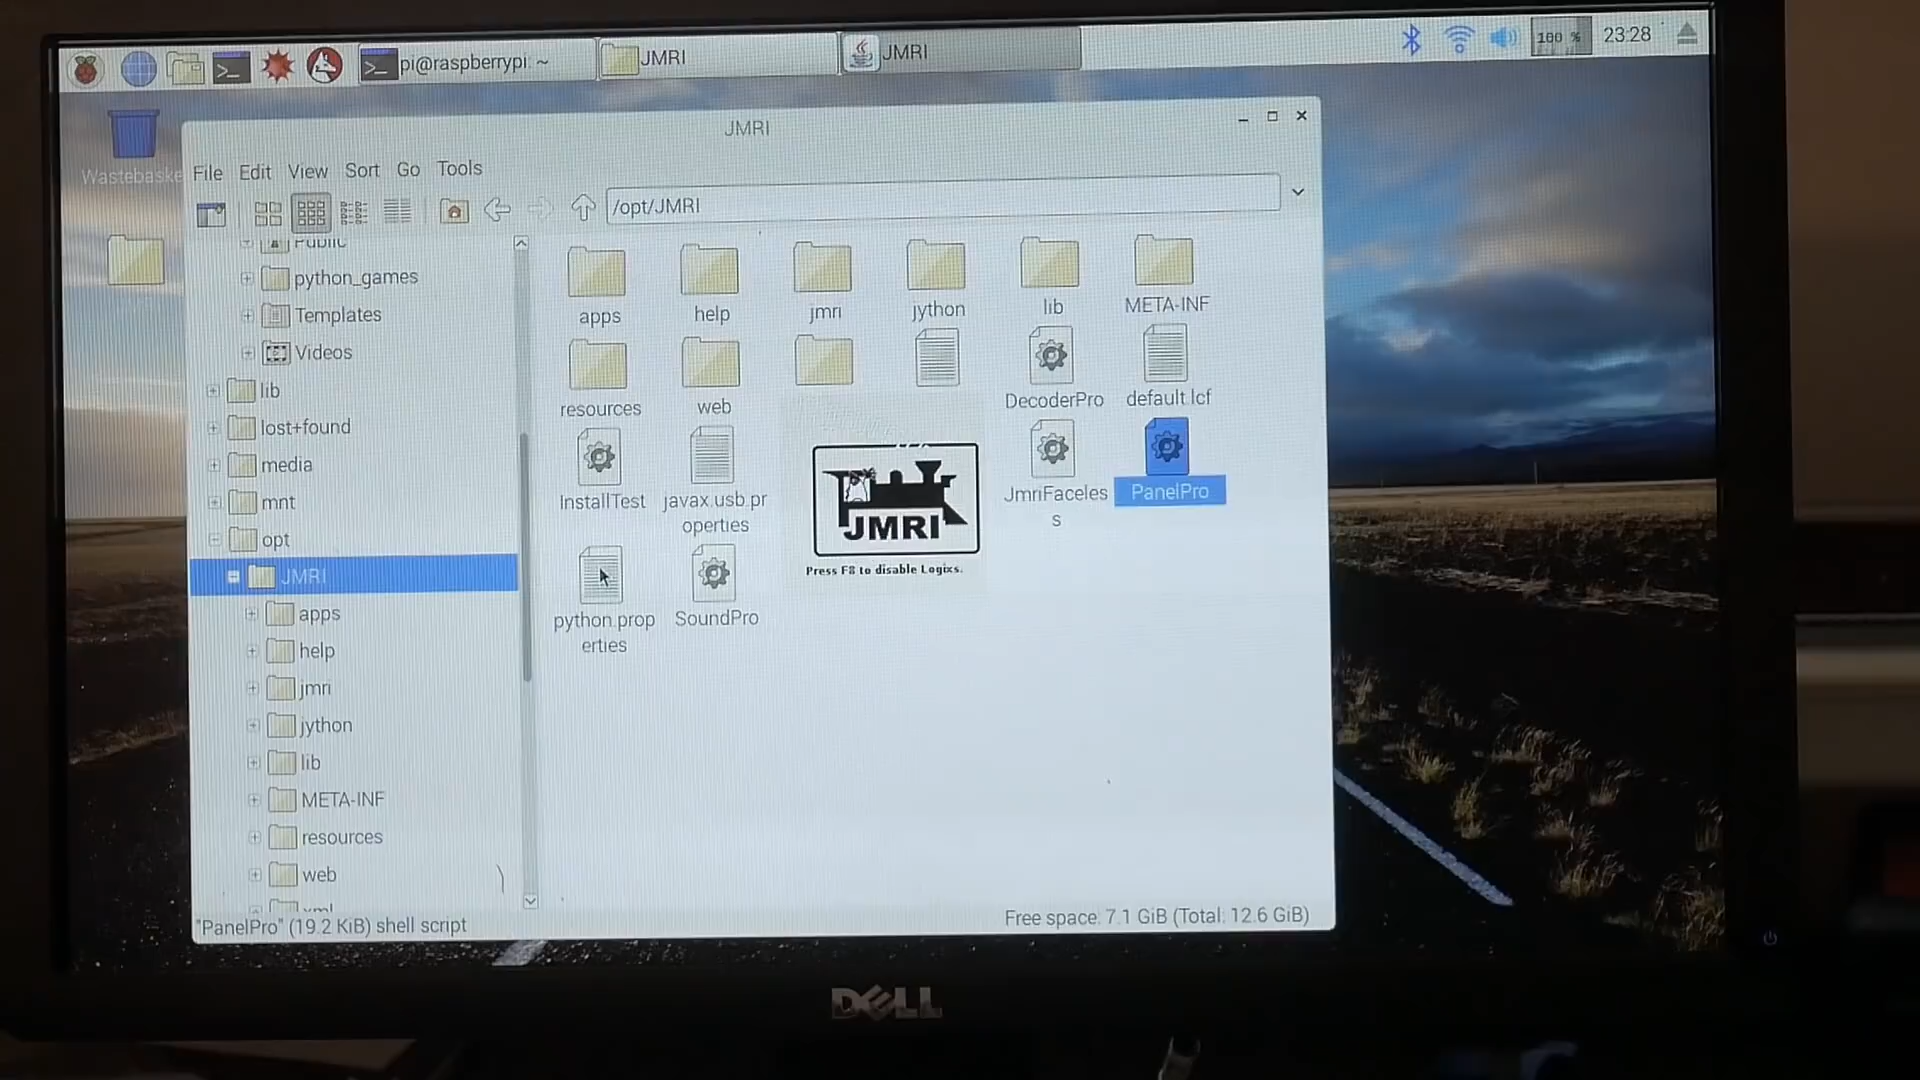 pi@raspberrypi: ~
JMRI
JMRI
100 %
23:28
Wastebaske
JMRI
File Edit View Sort Go Tools
/opt/JMRI
Public
python_games
Templates
Videos
lib
lost+found
media
mnt
opt
JMRI
apps
help
jmri
jython
lib
META-INF
resources
web
xml
apps
help
jmri
jython
lib
META-INF
resources
web
DecoderPro
default.lcf
InstallTest
javax.usb.pr
operties
JmriFaceles
s
PanelPro
python.prop
erties
SoundPro
JMRI
Press F8 to disable Logixs.
"PanelPro" (19.2 KiB) shell script
Free space: 7.1 GiB (Total: 12.6 GiB)
DELL